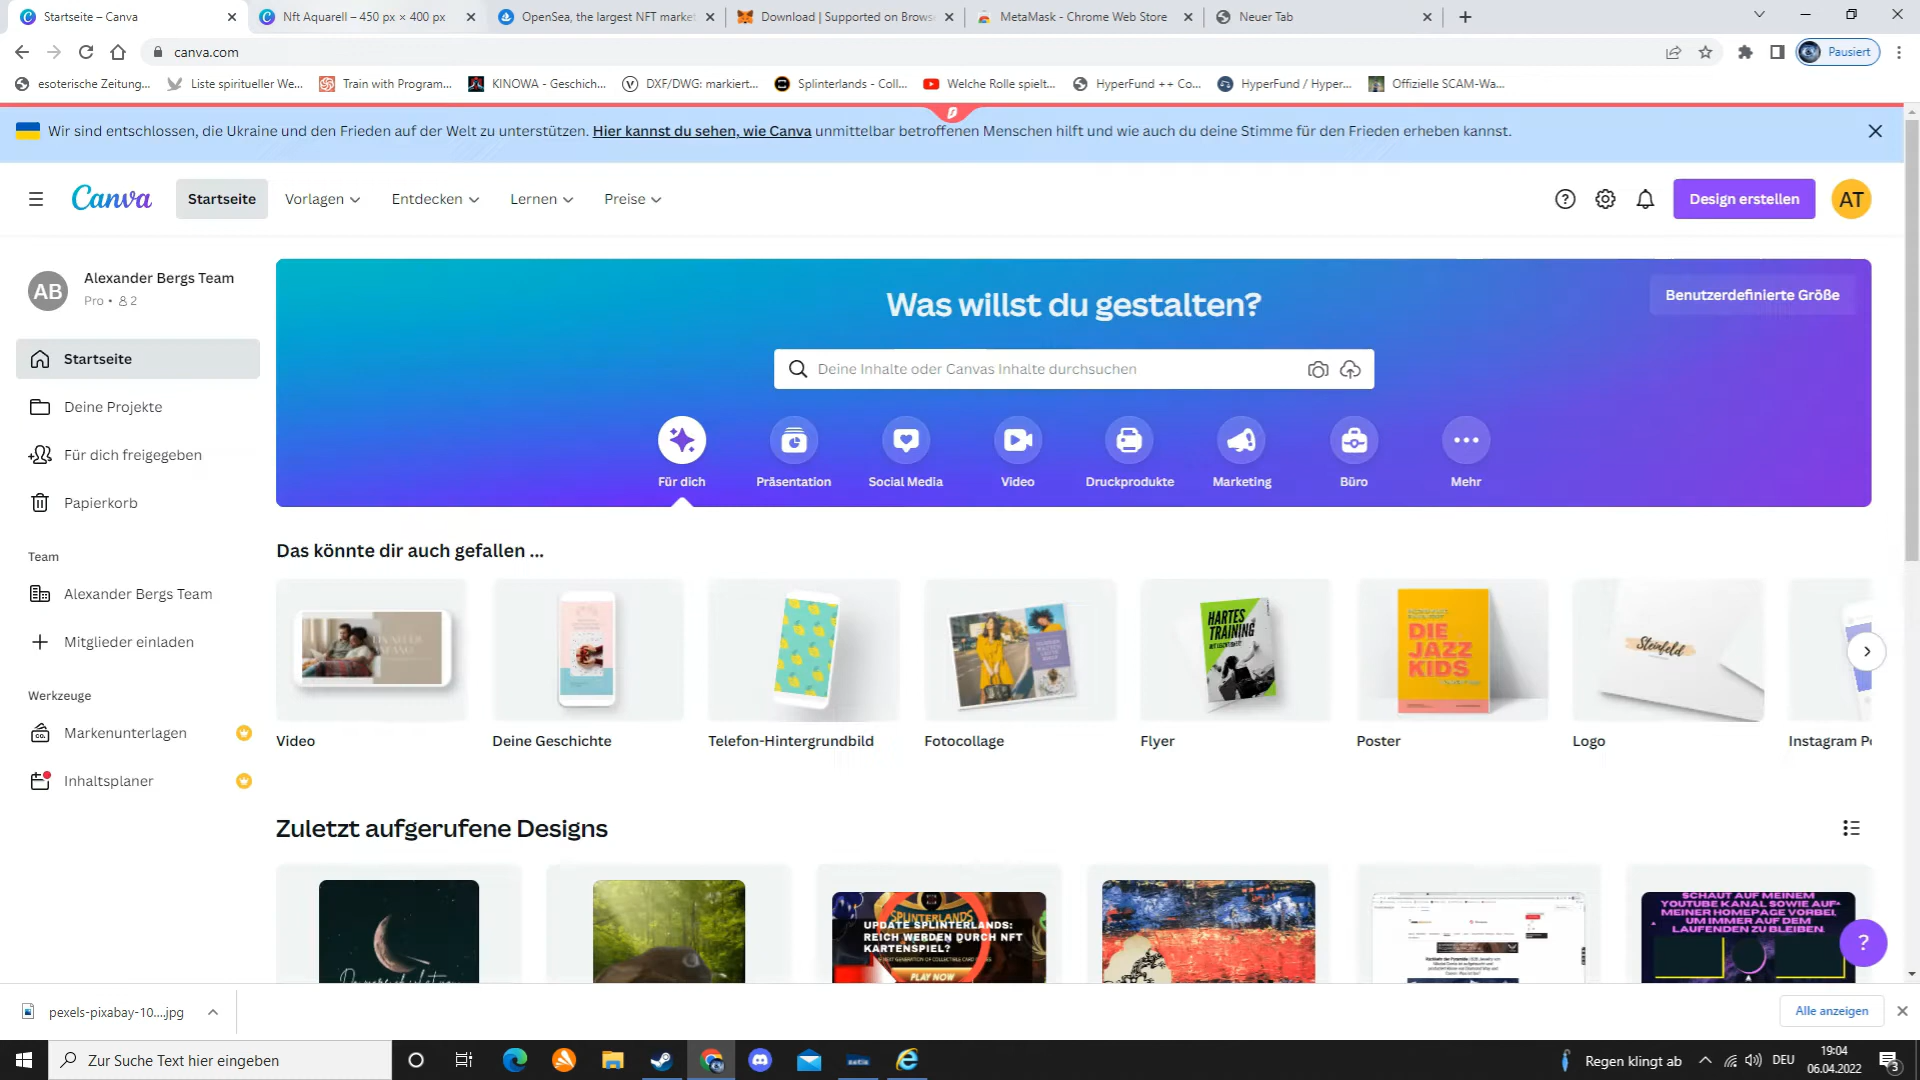 Startseite – Canva
Nft Aquarell – 450 px × 400 px
OpenSea, the largest NFT market
Download | Supported on Brows
MetaMask - Chrome Web Store
Neuer Tab
canva.com
Pausiert
esoterische Zeitung...
Liste spiritueller We...
Train with Program...
KINOWA - Geschich...
DXF/DWG: markiert...
Splinterlands - Coll...
Welche Rolle spielt...
HyperFund ++ Co...
HyperFund / Hyper...
Offizielle SCAM-Wa...
Wir sind entschlossen, die Ukraine und den Frieden auf der Welt zu unterstützen. Hier kannst du sehen, wie Canva unmittelbar betroffenen Menschen hilft und wie auch du deine Stimme für den Frieden erheben kannst.
Canva
Startseite
Vorlagen
Entdecken
Lernen
Preise
Design erstellen
AT
AB
Alexander Bergs Team
Pro • 2
Startseite
Deine Projekte
Für dich freigegeben
Papierkorb
Team
Alexander Bergs Team
Mitglieder einladen
Werkzeuge
Markenunterlagen
Inhaltsplaner
Was willst du gestalten?
Benutzerdefinierte Größe
Deine Inhalte oder Canvas Inhalte durchsuchen
Für dich
Präsentation
Social Media
Video
Druckprodukte
Marketing
Büro
Mehr
Das könnte dir auch gefallen ...
HARTES
TRAINING
DIE
JAZZ
KIDS
Steinfeld
Video
Deine Geschichte
Telefon-Hintergrundbild
Fotocollage
Flyer
Poster
Logo
Instagram Po
Zuletzt aufgerufene Designs
SPLINTERLANDS
UPDATE SPLINTERLANDS:
REICH WERDEN DURCH NFT
KARTENSPIEL?
PLAY NOW
SCHAUT AUF MEINEM
YOUTUBE KANAL SOWIE AUF
MEINER HOMEPAGE VORBEI,
UM IMMER AUF DEM
LAUFENDEN ZU BLEIBEN.
?
pexels-pixabay-10....jpg
Alle anzeigen
Zur Suche Text hier eingeben
Regen klingt ab
DEU
19:04
06.04.2022
3